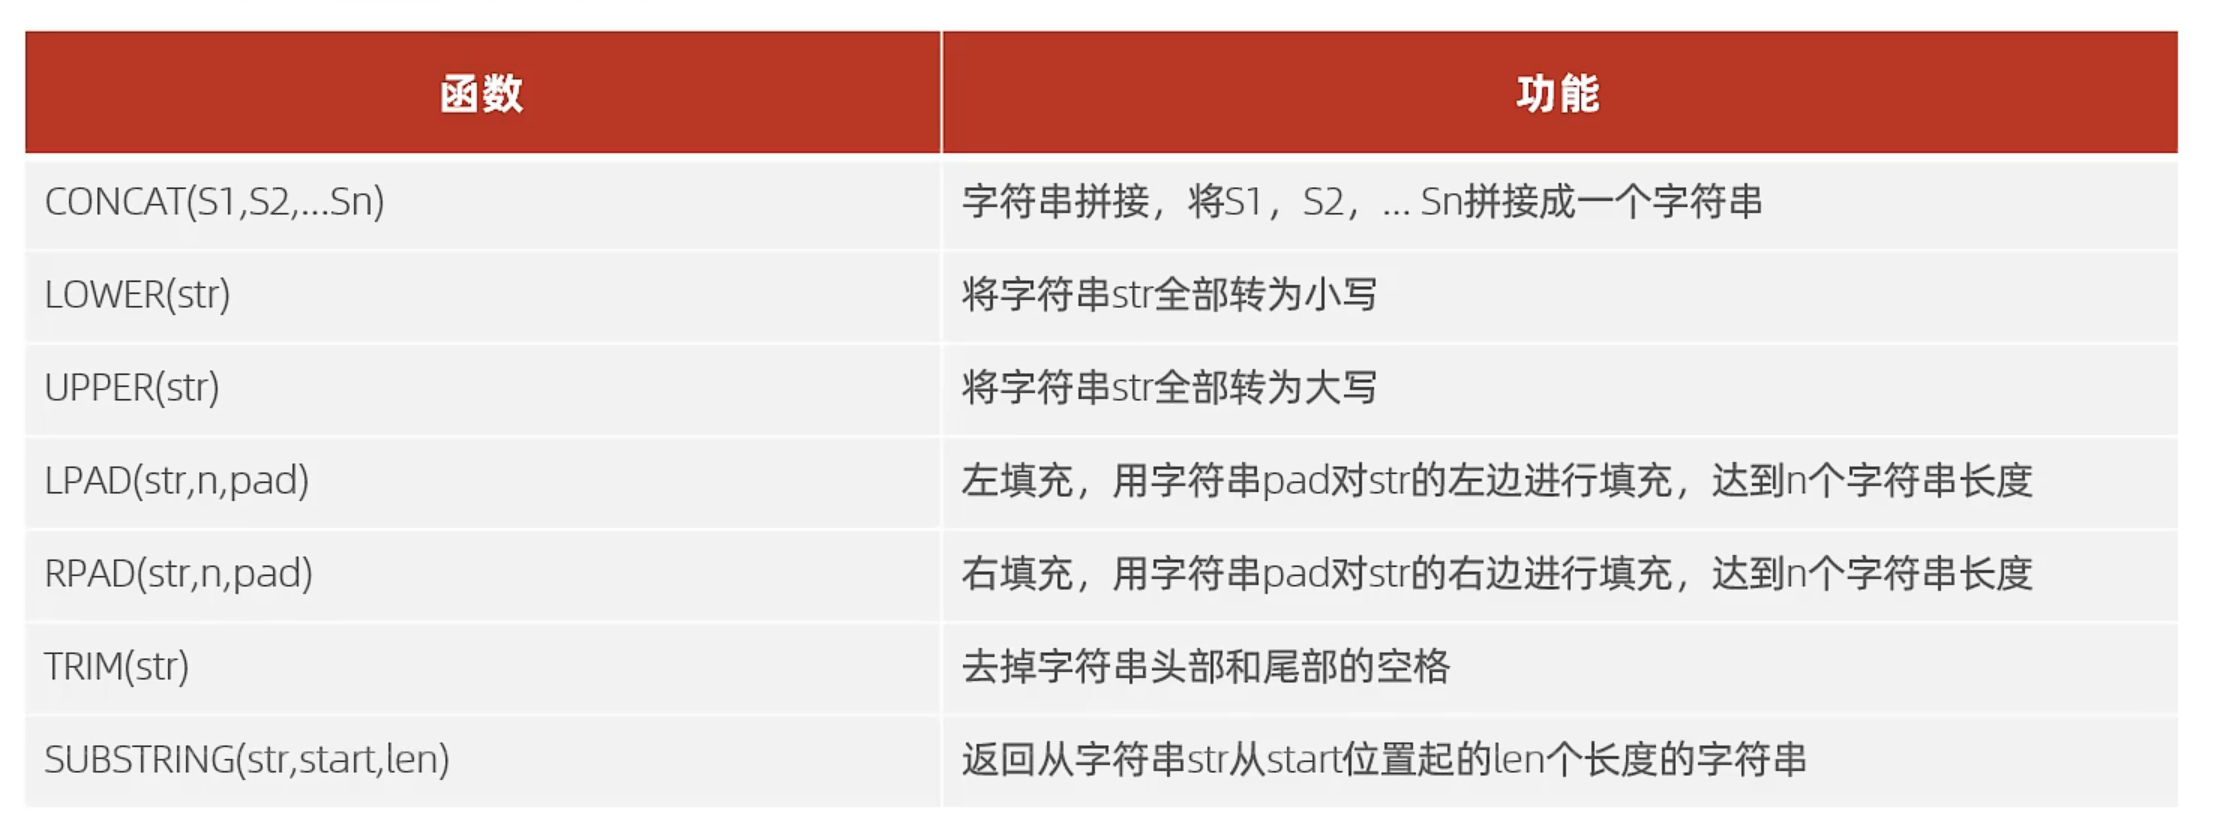 函数 功能
CONCAT(S1,S2,...Sn) 字符串拼接，将S1，S2，... Sn拼接成一个字符串
LOWER(str) 将字符串str全部转为小写
UPPER(str) 将字符串str全部转为大写
LPAD(str,n,pad) 左填充，用字符串pad对str的左边进行填充，达到n个字符串长度
RPAD(str,n,pad) 右填充，用字符串pad对str的右边进行填充，达到n个字符串长度
TRIM(str) 去掉字符串头部和尾部的空格
SUBSTRING(str,start,len) 返回从字符串str从start位置起的len个长度的字符串